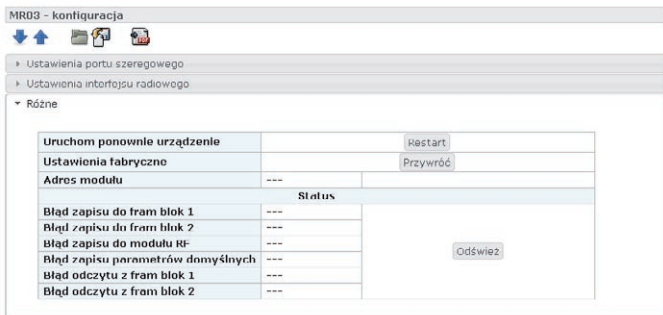 MR03 - konfiguracja
Ustawienia portu szeregowego
Ustawienia interfejsu radiowego
Różne
Uruchom ponownie urządzenie Restart
Ustawienia fabryczne Przywróć
Adres modułu ---
Status
Błąd zapisu do fram blok 1 ---
Błąd zapisu do fram blok 2 ---
Błąd zapisu do modułu RF ---
Błąd zapisu parametrów domyślnych ---
Odśwież
Błąd odczytu z fram blok 1 ---
Błąd odczytu z fram blok 2 ---